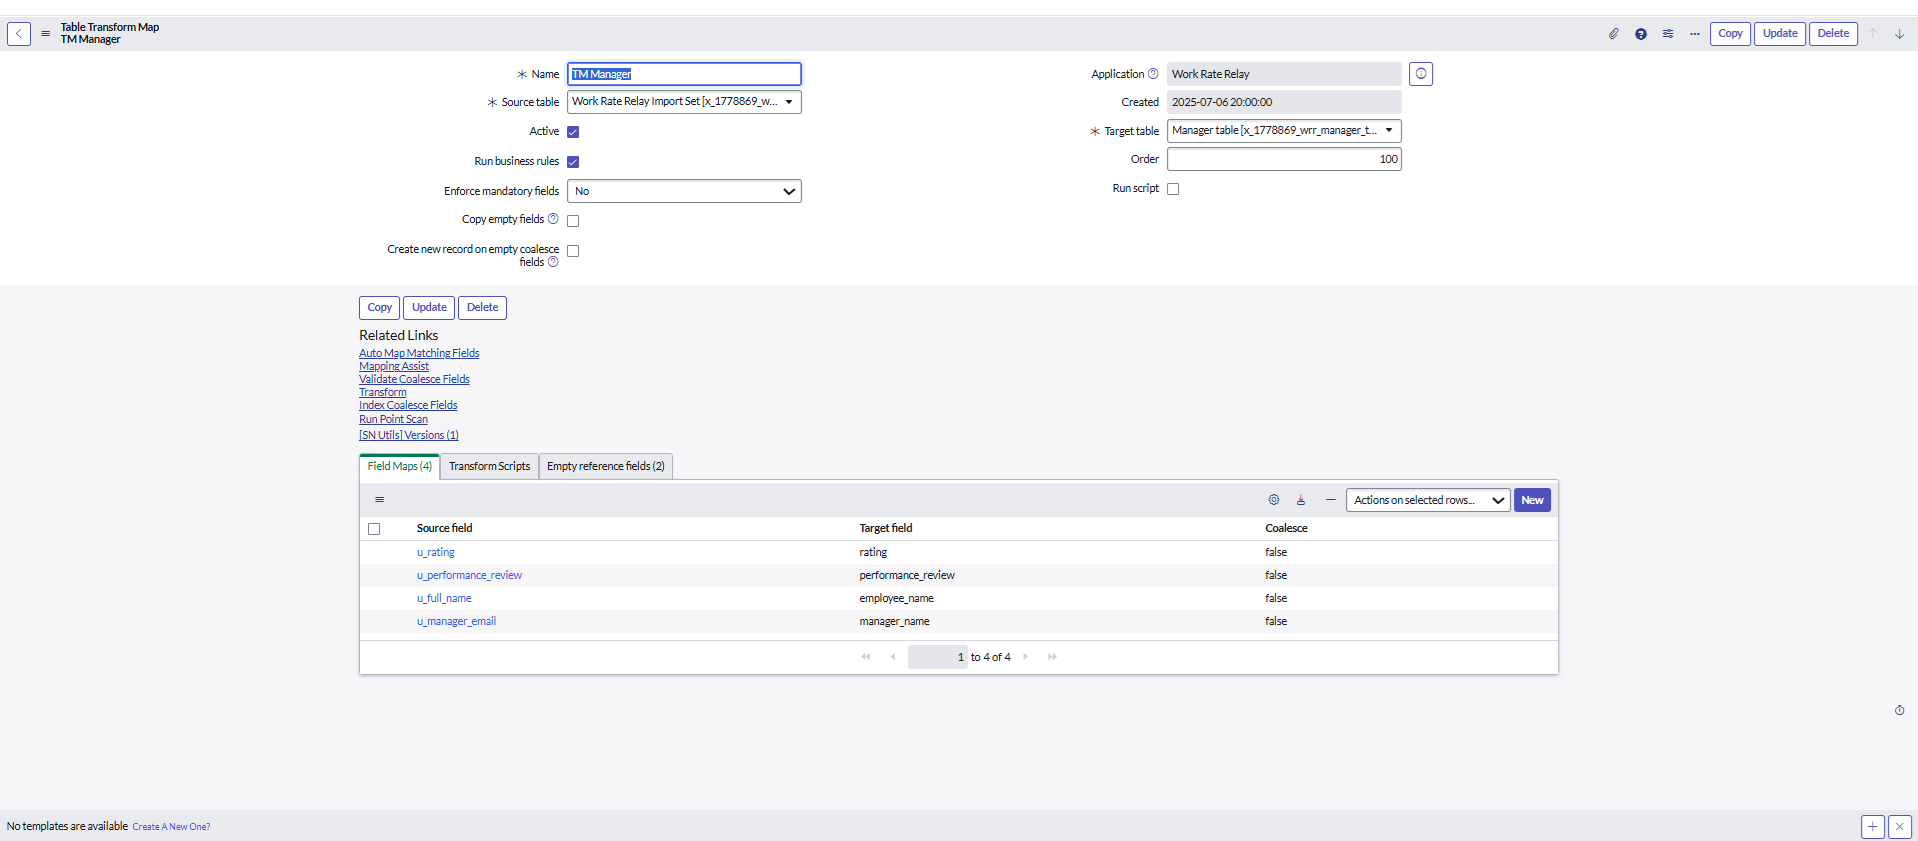 Table Transform Map
TM Manager
Copy Update Delete
Name TM Manager
Source table Work Rate Relay Import Set [x_1778869_w...
Active
Run business rules
Enforce mandatory fields No
Copy empty fields
Create new record on empty coalesce
fields
Application Work Rate Relay
Created 2025-07-06 20:00:00
Target table Manager table [x_1778869_wrr_manager_t...
Order 100
Run script
Copy Update Delete
Related Links
Auto Map Matching Fields
Mapping Assist
Validate Coalesce Fields
Transform
Index Coalesce Fields
Run Point Scan
[SN Utils] Versions (1)
Field Maps (4) Transform Scripts Empty reference fields (2)
Actions on selected rows... New
Source field Target field Coalesce
u_rating rating false
u_performance_review performance_review false
u_full_name employee_name false
u_manager_email manager_name false
1 to 4 of 4
No templates are available Create A New One?